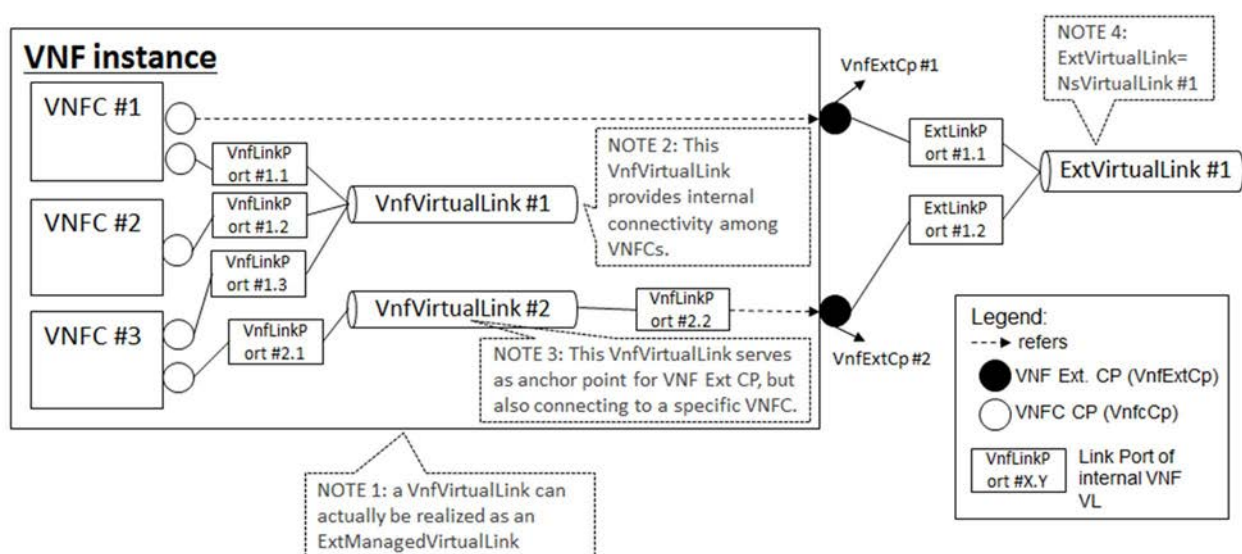 VNF instance
VNFC #1
VNFC #2
VNFC #3
VnfLinkP
ort #1.1
VnfLinkP
ort #1.2
VnfLinkP
ort #1.3
VnfLinkP
ort #2.1
VnfVirtualLink #1
VnfVirtualLink #2
NOTE 2: This
VnfVirtualLink
provides internal
connectivity among
VNFCs.
VnfLinkP
ort #2.2
NOTE 3: This VnfVirtualLink serves
as anchor point for VNF Ext CP, but
also connecting to a specific VNFC.
NOTE 1: a VnfVirtualLink can
actually be realized as an
ExtManagedVirtualLink
VnfExtCp #1
VnfExtCp #2
ExtLinkP
ort #1.1
ExtLinkP
ort #1.2
NOTE 4:
ExtVirtualLink=
NsVirtualLink #1
ExtVirtualLink #1
Legend:
refers
VNF Ext. CP (VnfExtCp)
VNFC CP (VnfcCp)
VnfLinkP
ort #X.Y
Link Port of
internal VNF
VL